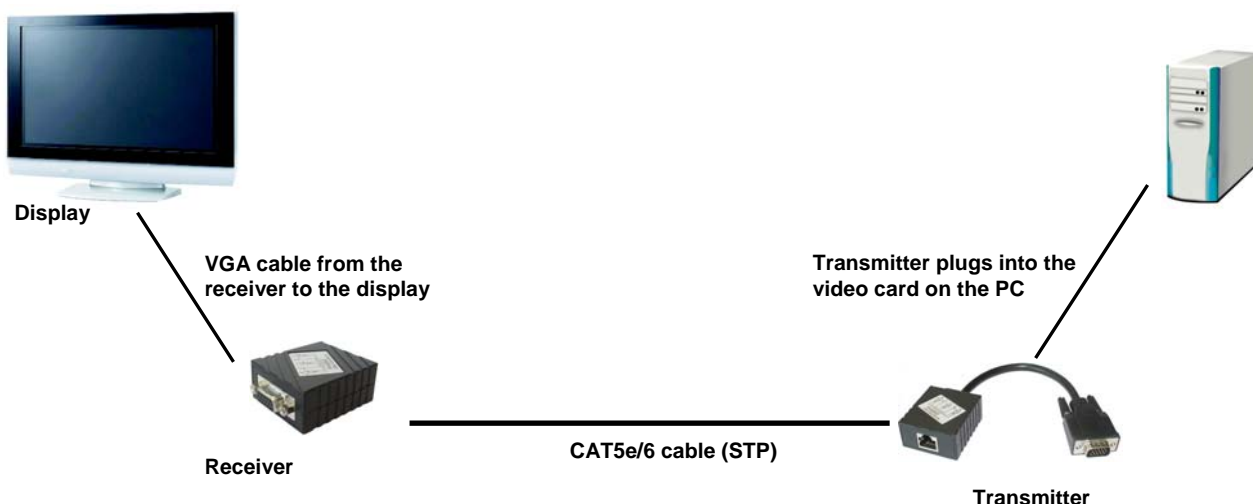 Display
VGA cable from the
receiver to the display
Transmitter plugs into the
video card on the PC
CAT5e/6 cable (STP)
Receiver
Transmitter